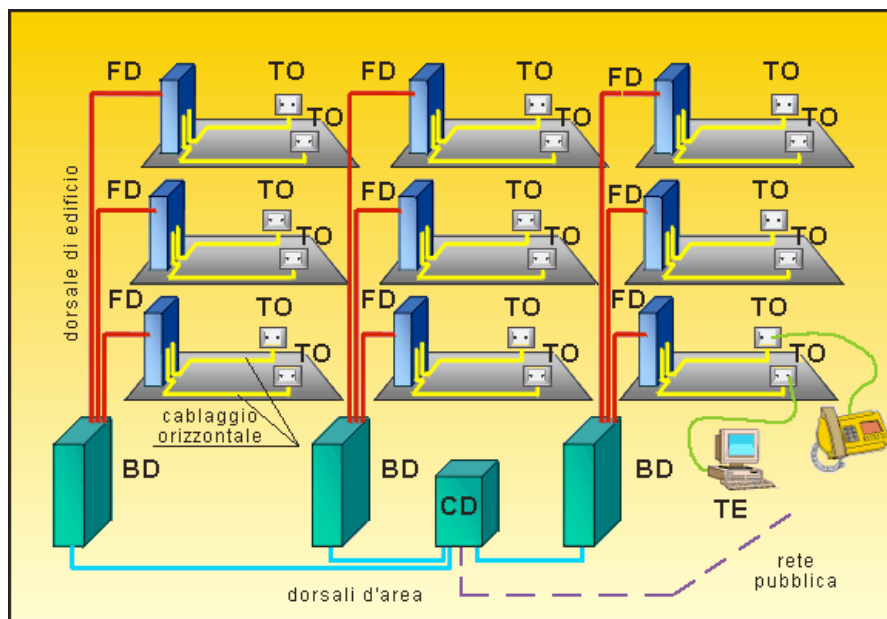 FD TO FD TO FD TO
TO TO TO
FD TO FD TO FD TO
TO TO TO
FD TO FD TO FD TO
TO TO TO
dorsale di edificio
cablaggio
orizzontale
BD BD BD
CD
TE
dorsali d'area
rete
pubblica